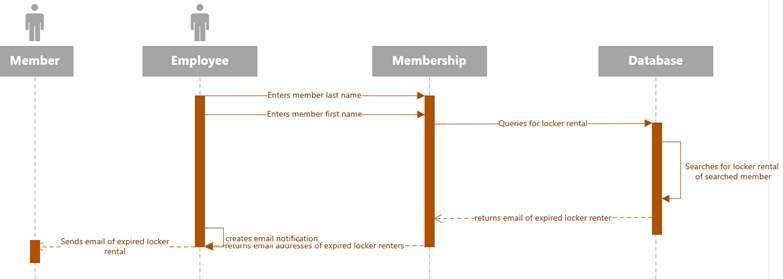 Member
Employee
Membership
Database
Enters member last name
Enters member first name
Queries for locker rental
Searches for locker rental
of searched member
returns email of expired locker renter
creates email notification
returns email addresses of expired locker renters
Sends email of expired locker
rental